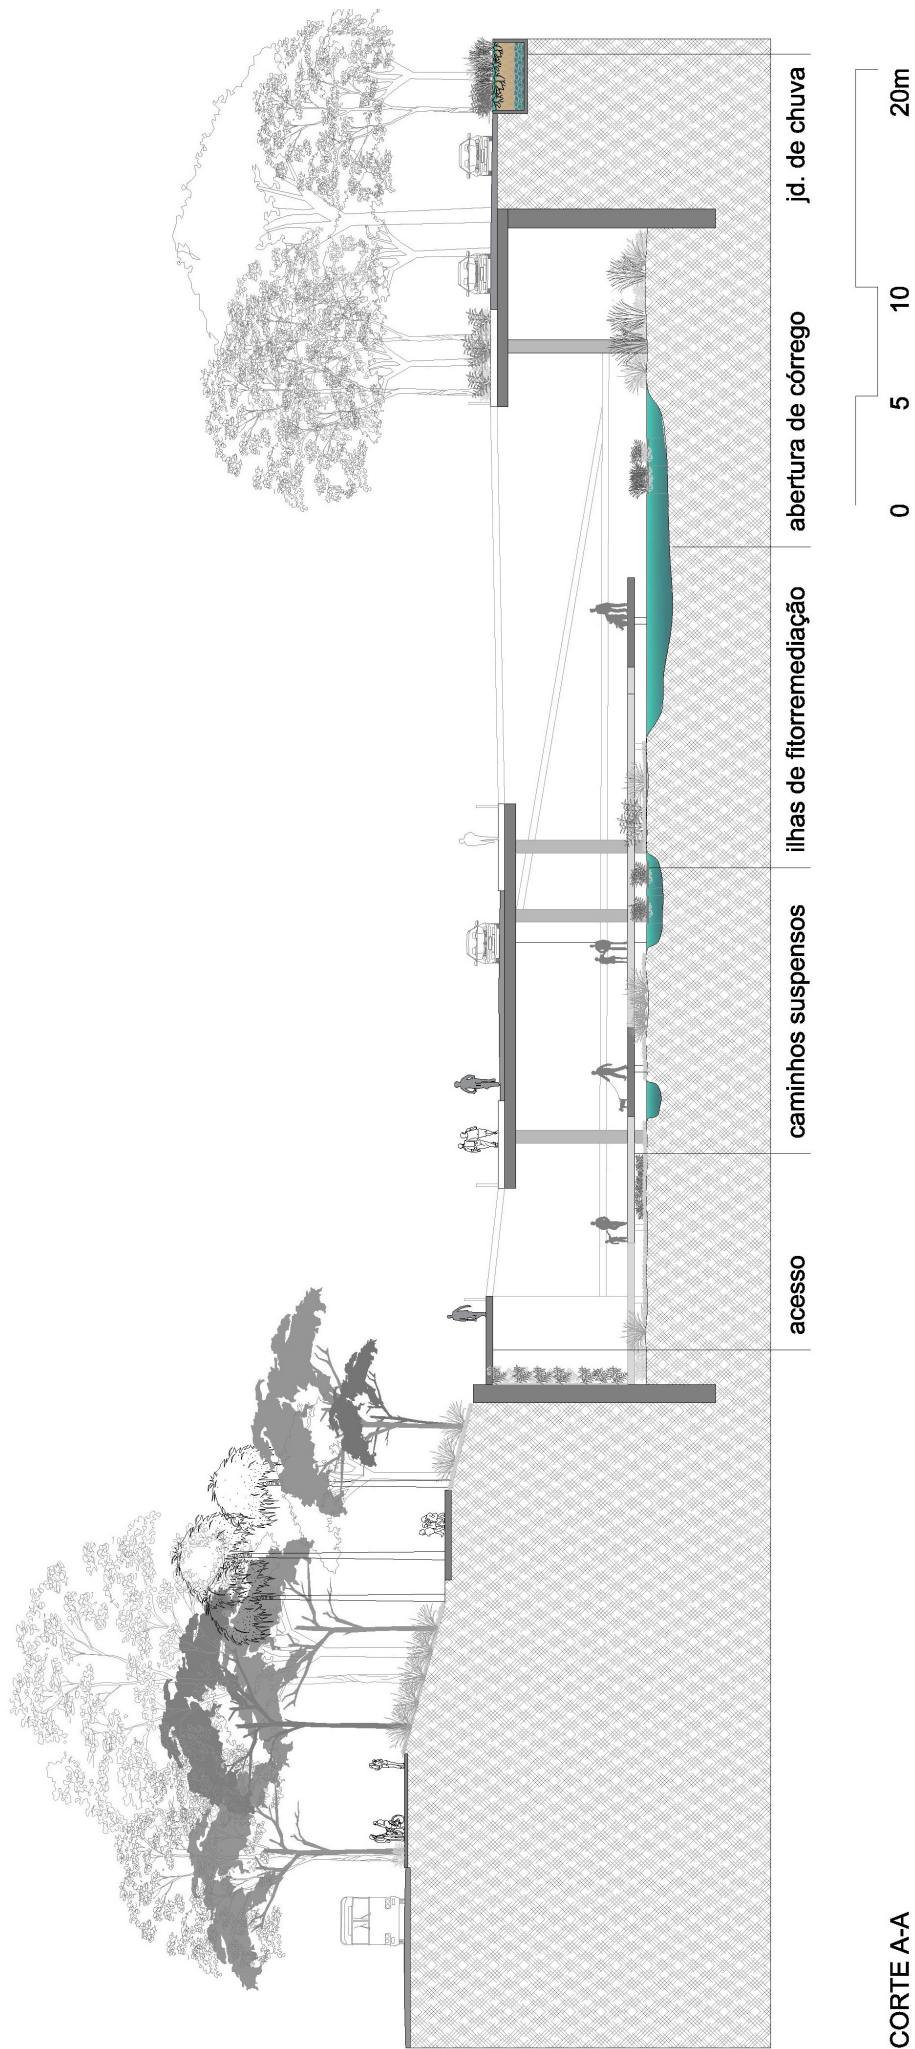 acesso
caminhos suspensos
ilhas de fitorremediação
abertura de córrego
jd. de chuva
CORTE A-A
0 5 10 20m